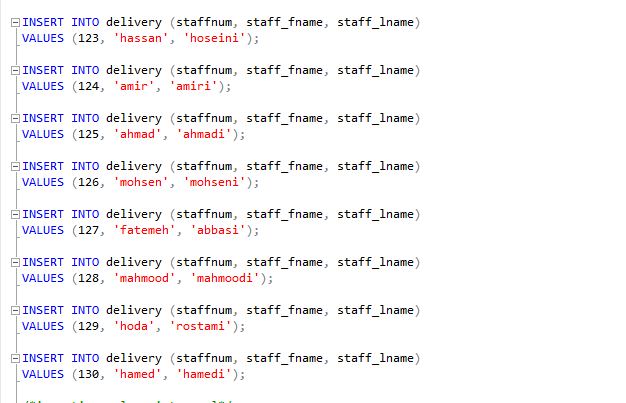 INSERT INTO delivery (staffnum, staff_fname, staff_lname)
VALUES (123, 'hassan', 'hoseini');
INSERT INTO delivery (staffnum, staff_fname, staff_lname)
VALUES (124, 'amir', 'amiri');
INSERT INTO delivery (staffnum, staff_fname, staff_lname)
VALUES (125, 'ahmad', 'ahmadi');
INSERT INTO delivery (staffnum, staff_fname, staff_lname)
VALUES (126, 'mohsen', 'mohseni');
INSERT INTO delivery (staffnum, staff_fname, staff_lname)
VALUES (127, 'fatemeh', 'abbasi');
INSERT INTO delivery (staffnum, staff_fname, staff_lname)
VALUES (128, 'mahmood', 'mahmoodi');
INSERT INTO delivery (staffnum, staff_fname, staff_lname)
VALUES (129, 'hoda', 'rostami');
INSERT INTO delivery (staffnum, staff_fname, staff_lname)
VALUES (130, 'hamed', 'hamedi');